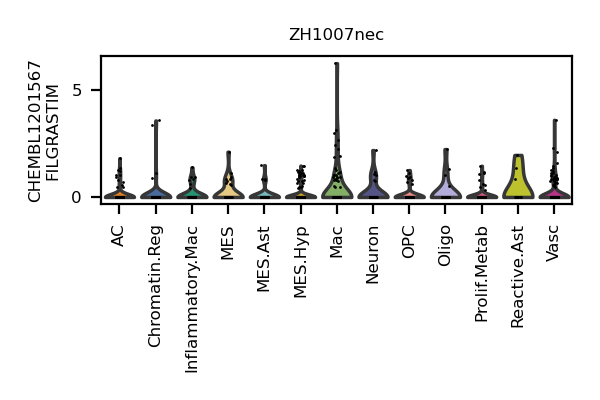 ZH1007nec
CHEMBL1201567
FILGRASTIM
5
0
AC
Chromatin.Reg
Inflammatory.Mac
MES
MES.Ast
MES.Hyp
Mac
Neuron
OPC
Oligo
Prolif.Metab
Reactive.Ast
Vasc